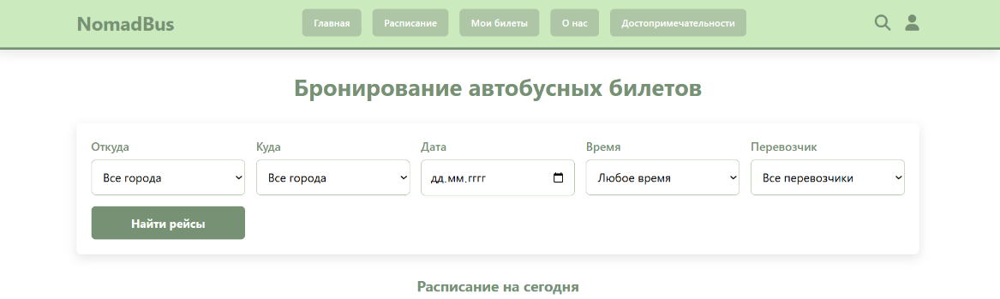 NomadBus Главная Расписание Мои билеты О нас Достопримечательности
Бронирование автобусных билетов
Откуда Куда Дата Время Перевозчик
Все города Все города дд.мм.гггг Любое время Все перевозчики
Найти рейсы
Расписание на сегодня